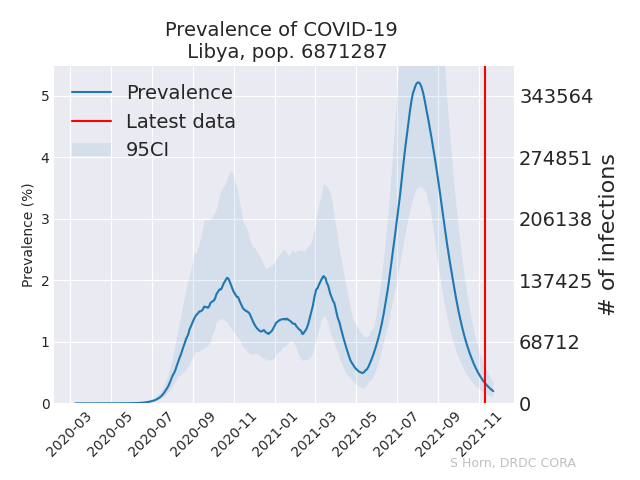 Prevalence of COVID-19
Libya, pop. 6871287
Prevalence
Latest data
95CI
Prevalence (%)
5
4
3
2
1
0
343564
274851
206138
137425
68712
0
# of infections
2020-03
2020-05
2020-07
2020-09
2020-11
2021-01
2021-03
2021-05
2021-07
2021-09
2021-11
S Horn, DRDC CORA